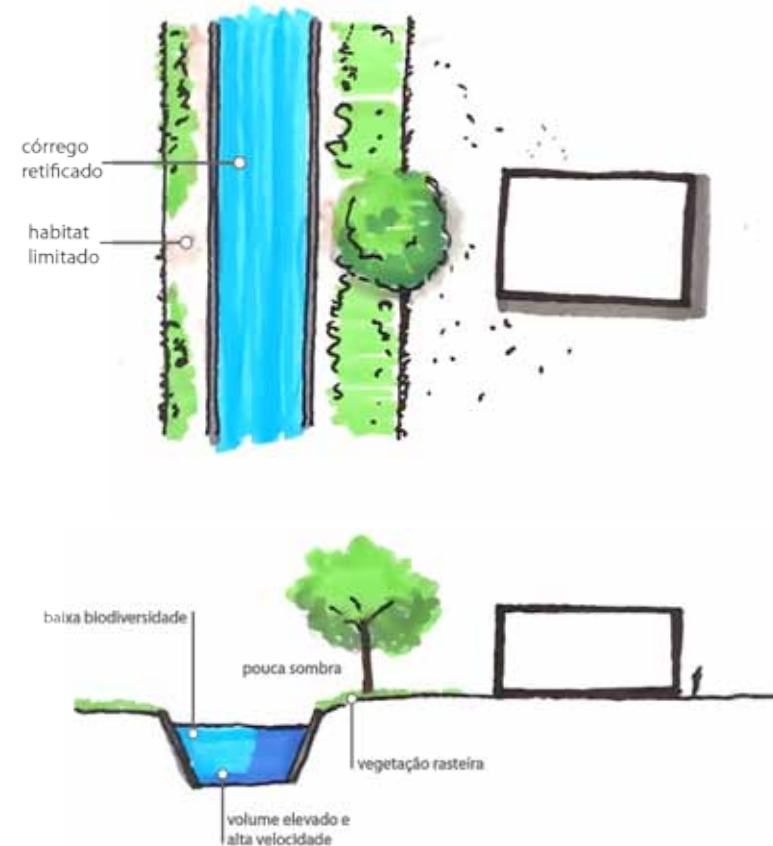 córrego
retificado
habitat
limitado
baixa biodiversidade
pouca sombra
vegetação rasteira
volume elevado e
alta velocidade